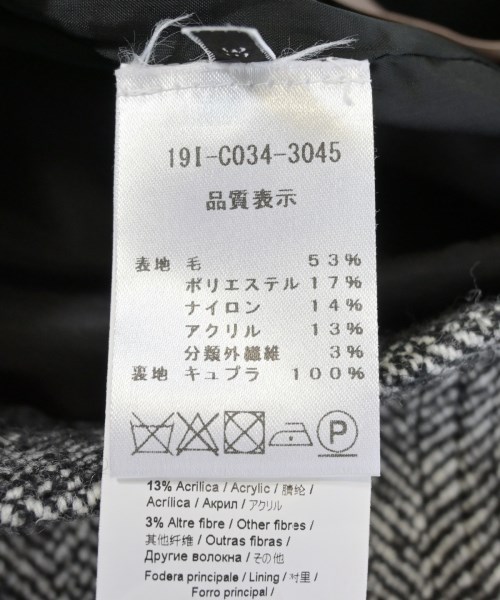 19I-C034-3045
品質表示
表地 毛 53%
ポリエステル 17%
ナイロン 14%
アクリル 13%
分類外繊維 3%
裏地 キュプラ 100%
P
13% Acrilica / Acrylic / 腈纶 /
Acrílica / Акрил / アクリル
3% Altre fibre / Other fibres /
其他纤维 / Outras fibras /
Другие волокна / その他
Fodera principale / Lining / 衬里 /
Forro principal /